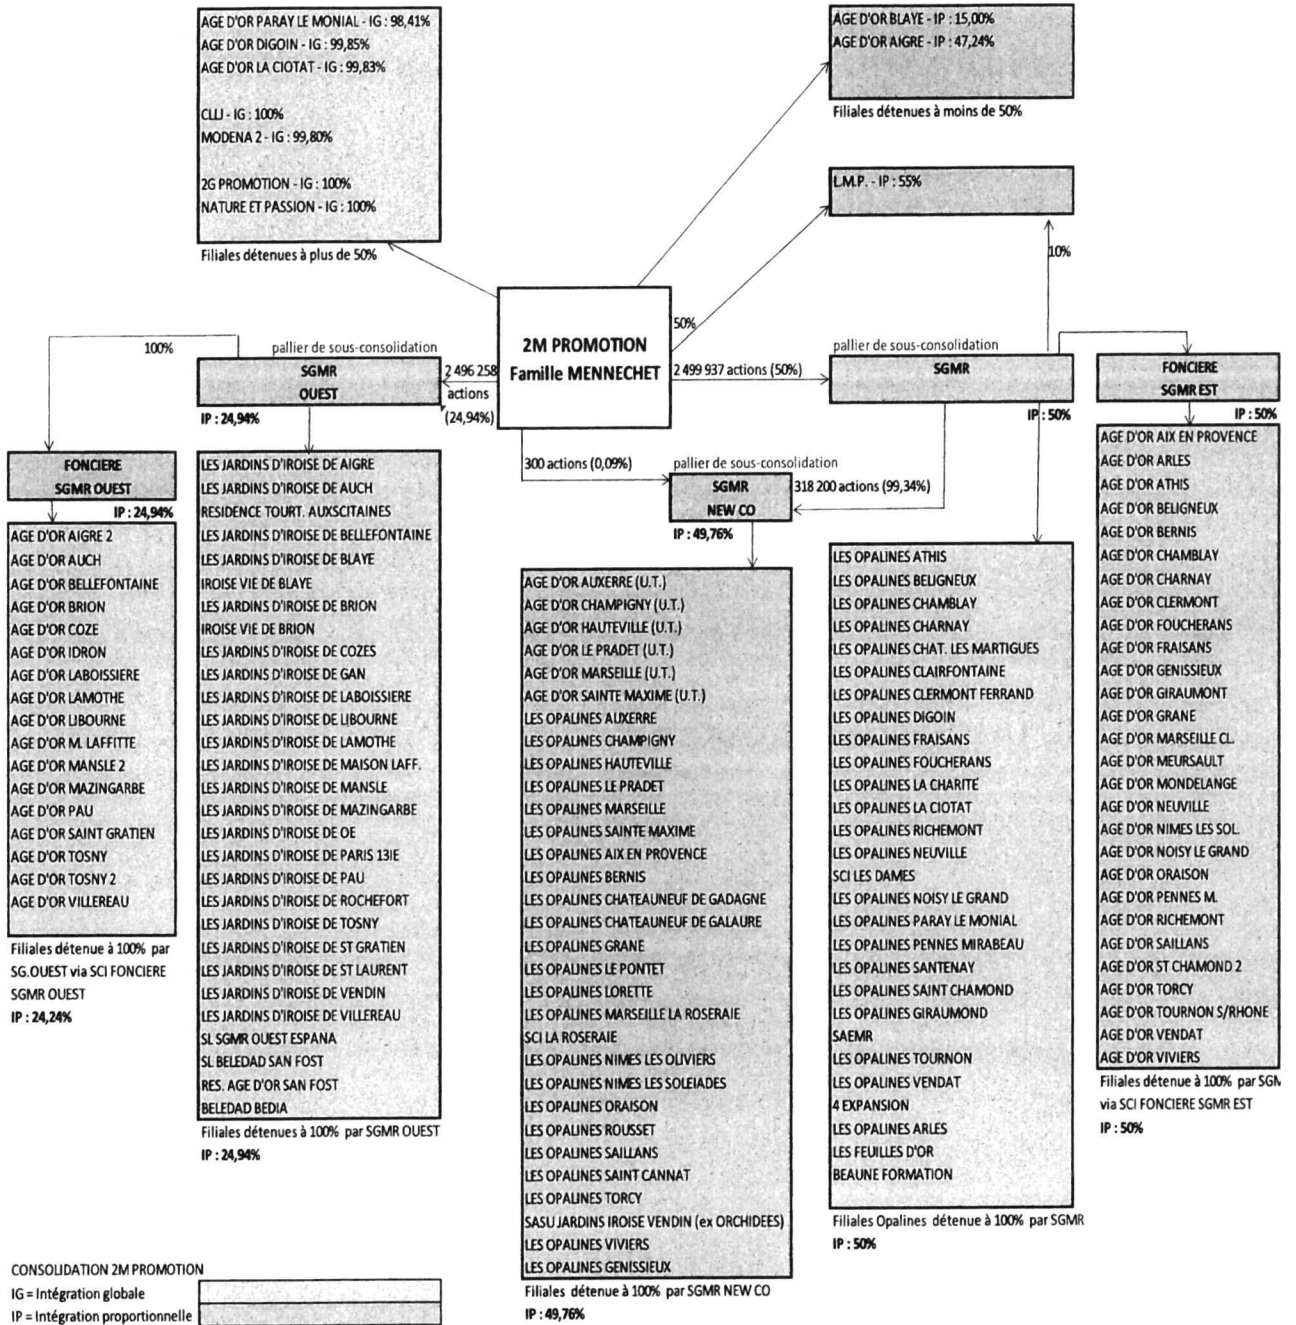 AGE D'OR PARAY LE MONIAL - IG : 98,41%
AGE D'OR DIGOIN - IG : 99,85%
AGE D'OR LA CIOTAT - IG : 99,83%
CLLJ - IG : 100%
MODENA 2 - IG : 99,80%
2G PROMOTION - IG : 100%
NATURE ET PASSION - IG : 100%
Filiales détenues à plus de 50%
AGE D'OR BLAYE - IP : 15,00%
AGE D'OR AIGRE - IP : 47,24%
Filiales détenues à moins de 50%
L.M.P. - IP : 55%
10%
50%
2M PROMOTION
Famille MENNECHET
100%
pallier de sous-consolidation
SGMR
OUEST
IP : 24,94%
2 496 258
actions
(24,94%)
2 499 937 actions (50%)
pallier de sous-consolidation
SGMR
IP : 50%
FONCIERE
SGMR EST
IP : 50%
300 actions (0,09%)
pallier de sous-consolidation
SGMR
NEW CO
IP : 49,76%
318 200 actions (99,34%)
FONCIERE
SGMR OUEST
IP : 24,94%
AGE D'OR AIGRE 2
AGE D'OR AUCH
AGE D'OR BELLEFONTAINE
AGE D'OR BRION
AGE D'OR COZE
AGE D'OR IDRON
AGE D'OR LABOISSIERE
AGE D'OR LAMOTHE
AGE D'OR LIBOURNE
AGE D'OR M. LAFFITTE
AGE D'OR MANSLE 2
AGE D'OR MAZINGARBE
AGE D'OR PAU
AGE D'OR SAINT GRATIEN
AGE D'OR TOSNY
AGE D'OR TOSNY 2
AGE D'OR VILLEREAU
Filiales détenue à 100% par
SG.OUEST via SCI FONCIERE
SGMR OUEST
IP : 24,24%
LES JARDINS D'IROISE DE AIGRE
LES JARDINS D'IROISE DE AUCH
RESIDENCE TOURT. AUXSCITAINES
LES JARDINS D'IROISE DE BELLEFONTAINE
LES JARDINS D'IROISE DE BLAYE
IROISE VIE DE BLAYE
LES JARDINS D'IROISE DE BRION
IROISE VIE DE BRION
LES JARDINS D'IROISE DE COZES
LES JARDINS D'IROISE DE GAN
LES JARDINS D'IROISE DE LABOISSIERE
LES JARDINS D'IROISE DE LIBOURNE
LES JARDINS D'IROISE DE LAMOTHE
LES JARDINS D'IROISE DE MAISON LAFF.
LES JARDINS D'IROISE DE MANSLE
LES JARDINS D'IROISE DE MAZINGARBE
LES JARDINS D'IROISE DE OE
LES JARDINS D'IROISE DE PARIS 13IE
LES JARDINS D'IROISE DE PAU
LES JARDINS D'IROISE DE ROCHEFORT
LES JARDINS D'IROISE DE TOSNY
LES JARDINS D'IROISE DE ST GRATIEN
LES JARDINS D'IROISE DE ST LAURENT
LES JARDINS D'IROISE DE VENDIN
LES JARDINS D'IROISE DE VILLEREAU
SL SGMR OUEST ESPANA
SL BELEDAD SAN FOST
RES. AGE D'OR SAN FOST
BELEDAD BEDIA
Filiales détenues à 100% par SGMR OUEST
IP : 24,94%
AGE D'OR AUXERRE (U.T.)
AGE D'OR CHAMPIGNY (U.T.)
AGE D'OR HAUTEVILLE (U.T.)
AGE D'OR LE PRADET (U.T.)
AGE D'OR MARSEILLE (U.T.)
AGE D'OR SAINTE MAXIME (U.T.)
LES OPALINES AUXERRE
LES OPALINES CHAMPIGNY
LES OPALINES HAUTEVILLE
LES OPALINES LE PRADET
LES OPALINES MARSEILLE
LES OPALINES SAINTE MAXIME
LES OPALINES AIX EN PROVENCE
LES OPALINES BERNIS
LES OPALINES CHATEAUNEUF DE GADAGNE
LES OPALINES CHATEAUNEUF DE GALAURE
LES OPALINES GRANE
LES OPALINES LE PONTET
LES OPALINES LORETTE
LES OPALINES MARSEILLE LA ROSERAIE
SCI LA ROSERAIE
LES OPALINES NIMES LES OLIVIERS
LES OPALINES NIMES LES SOLEIADES
LES OPALINES ORAISON
LES OPALINES ROUSSET
LES OPALINES SAILLANS
LES OPALINES SAINT CANNAT
LES OPALINES TORCY
SASU JARDINS IROISE VENDIN (ex ORCHIDEES)
LES OPALINES VIVIERS
LES OPALINES GENISSIEUX
Filiales détenue à 100% par SGMR NEW CO
IP : 49,76%
LES OPALINES ATHIS
LES OPALINES BELIGNEUX
LES OPALINES CHAMBLAY
LES OPALINES CHARNAY
LES OPALINES CHAT. LES MARTIGUES
LES OPALINES CLAIRFONTAINE
LES OPALINES CLERMONT FERRAND
LES OPALINES DIGOIN
LES OPALINES FRAISANS
LES OPALINES FOUCHERANS
LES OPALINES LA CHARITE
LES OPALINES LA CIOTAT
LES OPALINES RICHEMONT
LES OPALINES NEUVILLE
SCI LES DAMES
LES OPALINES NOISY LE GRAND
LES OPALINES PARAY LE MONIAL
LES OPALINES PENNES MIRABEAU
LES OPALINES SANTENAY
LES OPALINES SAINT CHAMOND
LES OPALINES GIRAUMOND
SAEMR
LES OPALINES TOURNON
LES OPALINES VENDAT
4 EXPANSION
LES OPALINES ARLES
LES FEUILLES D'OR
BEAUNE FORMATION
Filiales Opalines détenue à 100% par SGMR
IP : 50%
AGE D'OR AIX EN PROVENCE
AGE D'OR ARLES
AGE D'OR ATHIS
AGE D'OR BELIGNEUX
AGE D'OR BERNIS
AGE D'OR CHAMBLAY
AGE D'OR CHARNAY
AGE D'OR CLERMONT
AGE D'OR FOUCHERANS
AGE D'OR FRAISANS
AGE D'OR GENISSIEUX
AGE D'OR GIRAUMONT
AGE D'OR GRANE
AGE D'OR MARSEILLE CL.
AGE D'OR MEURSAULT
AGE D'OR MONDELANGE
AGE D'OR NEUVILLE
AGE D'OR NIMES LES SOL.
AGE D'OR NOISY LE GRAND
AGE D'OR ORAISON
AGE D'OR PENNES M.
AGE D'OR RICHEMONT
AGE D'OR SAILLANS
AGE D'OR ST CHAMOND 2
AGE D'OR TORCY
AGE D'OR TOURNON S/RHONE
AGE D'OR VENDAT
AGE D'OR VIVIERS
Filiales détenue à 100% par
via SCI FONCIERE SGMR EST
IP : 50%
CONSOLIDATION 2M PROMOTION
IG = Intégration globale
IP = Intégration proportionnelle